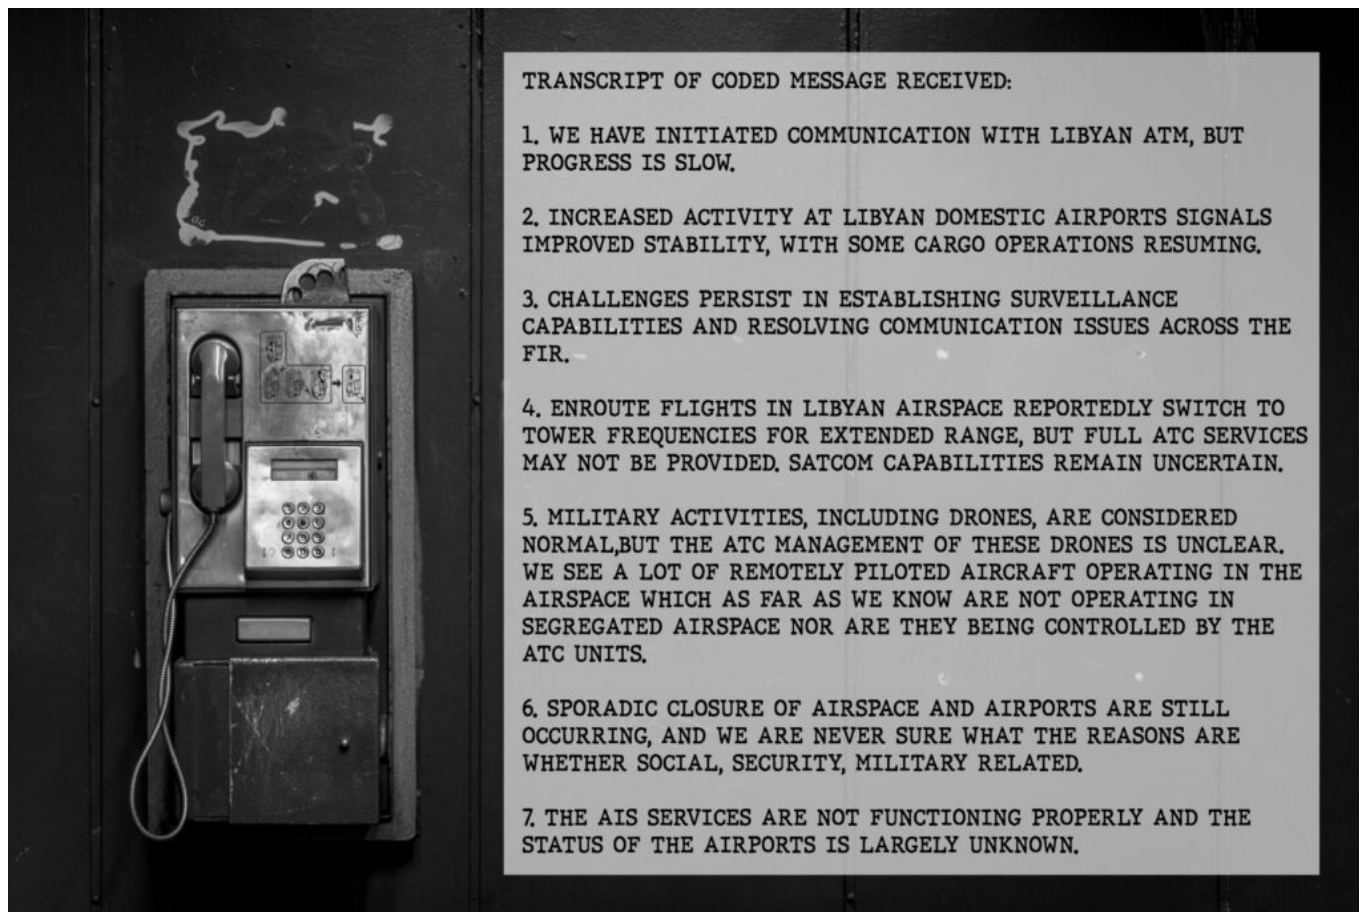 TRANSCRIPT OF CODED MESSAGE RECEIVED:
1. WE HAVE INITIATED COMMUNICATION WITH LIBYAN ATM, BUT
PROGRESS IS SLOW.
2. INCREASED ACTIVITY AT LIBYAN DOMESTIC AIRPORTS SIGNALS
IMPROVED STABILITY, WITH SOME CARGO OPERATIONS RESUMING.
3. CHALLENGES PERSIST IN ESTABLISHING SURVEILLANCE
CAPABILITIES AND RESOLVING COMMUNICATION ISSUES ACROSS THE
FIR.
4. ENROUTE FLIGHTS IN LIBYAN AIRSPACE REPORTEDLY SWITCH TO
TOWER FREQUENCIES FOR EXTENDED RANGE, BUT FULL ATC SERVICES
MAY NOT BE PROVIDED. SATCOM CAPABILITIES REMAIN UNCERTAIN.
5. MILITARY ACTIVITIES, INCLUDING DRONES, ARE CONSIDERED
NORMAL,BUT THE ATC MANAGEMENT OF THESE DRONES IS UNCLEAR.
WE SEE A LOT OF REMOTELY PILOTED AIRCRAFT OPERATING IN THE
AIRSPACE WHICH AS FAR AS WE KNOW ARE NOT OPERATING IN
SEGREGATED AIRSPACE NOR ARE THEY BEING CONTROLLED BY THE
ATC UNITS.
6. SPORADIC CLOSURE OF AIRSPACE AND AIRPORTS ARE STILL
OCCURRING, AND WE ARE NEVER SURE WHAT THE REASONS ARE
WHETHER SOCIAL, SECURITY, MILITARY RELATED.
7. THE AIS SERVICES ARE NOT FUNCTIONING PROPERLY AND THE
STATUS OF THE AIRPORTS IS LARGELY UNKNOWN.